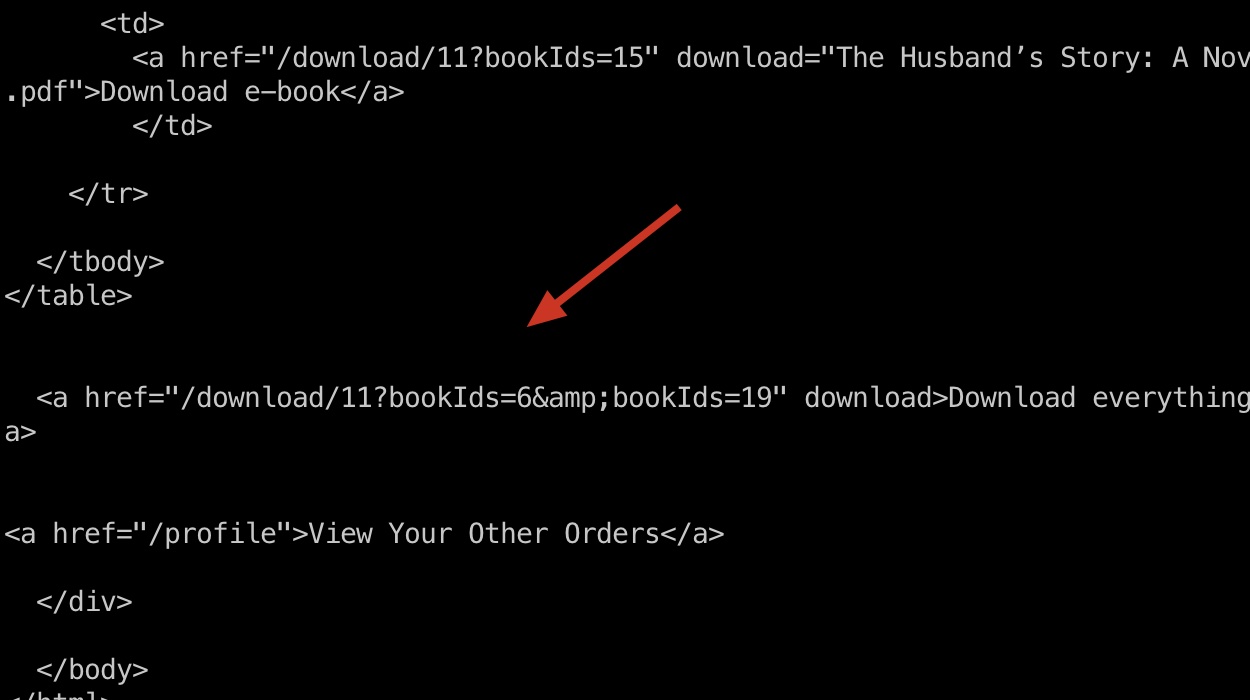 <td>
<a href="/download/11?bookIds=15" download="The Husband’s Story: A Nov
.pdf">Download e-book</a>
</td>
</tr>
</tbody>
</table>
<a href="/download/11?bookIds=6&amp;bookIds=19" download>Download everything
a>
<a href="/profile">View Your Other Orders</a>
</div>
</body>
</html>